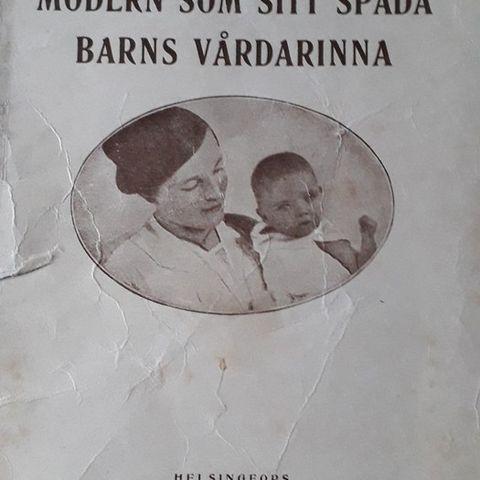 MODERN SOM SITT SPÄDA
BARNS VÅRDARINNA
HELSINGFORS